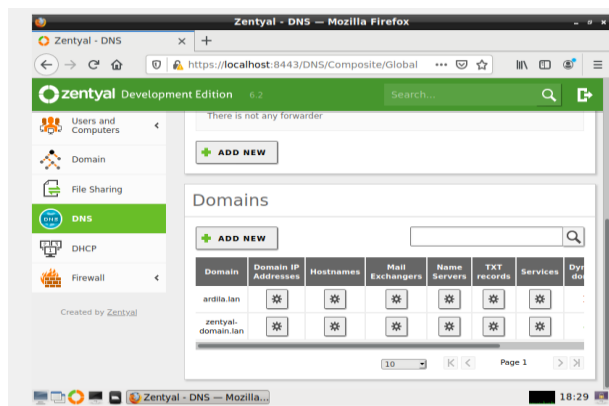 Zentyal - DNS — Mozilla Firefox
Zentyal - DNS
https://localhost:8443/DNS/Composite/Global
zentyal Development Edition 6.2
Search...
Users and
Computers
Domain
File Sharing
DNS
DHCP
Firewall
Created by Zentyal
There is not any forwarder
ADD NEW
Domains
ADD NEW
Domain
Domain IP
Addresses
Hostnames
Mail
Exchangers
Name
Servers
TXT
records
Services
ardila.lan
zentyal-
domain.lan
10
Page 1
Zentyal - DNS — Mozilla...
18:29